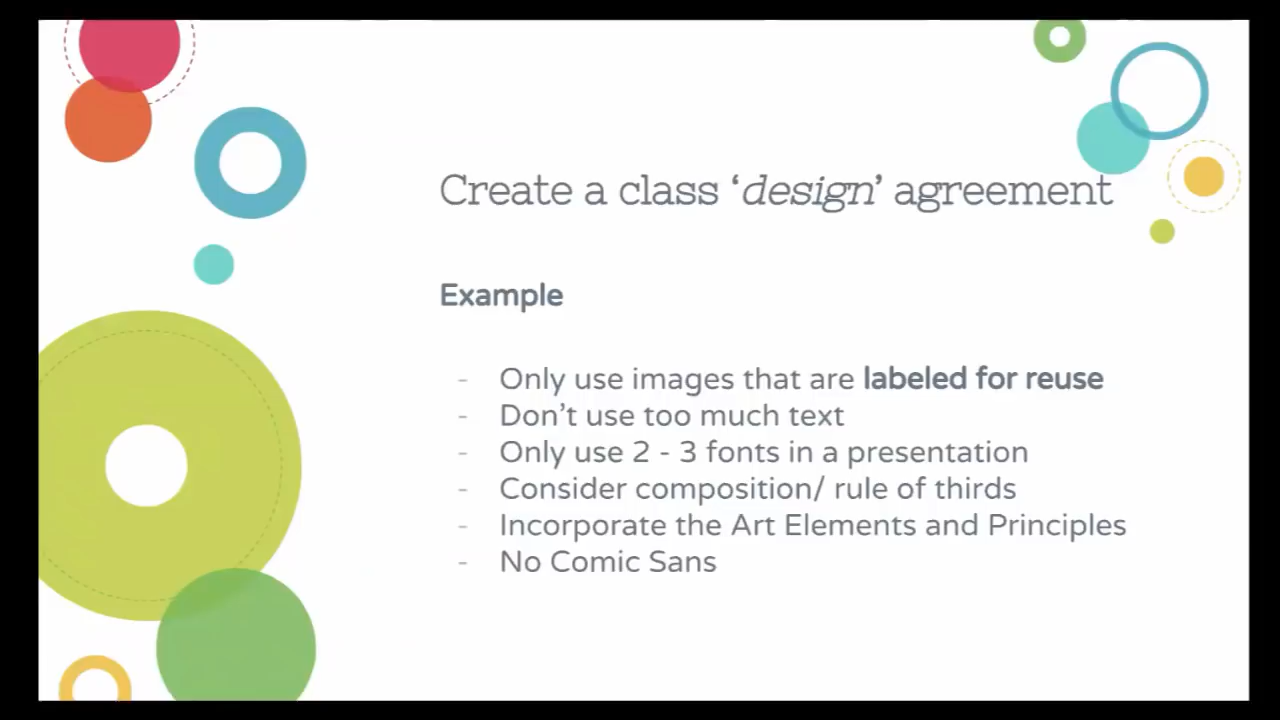 Create a class ‘design’ agreement
Example
- Only use images that are labeled for reuse
- Don’t use too much text
- Only use 2 - 3 fonts in a presentation
- Consider composition/ rule of thirds
- Incorporate the Art Elements and Principles
- No Comic Sans